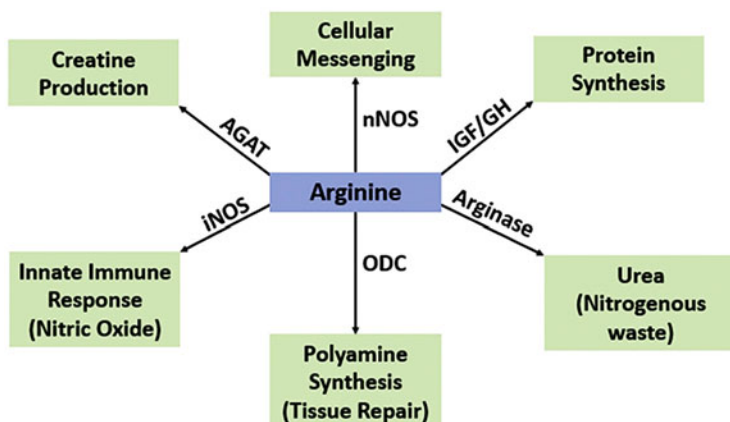 Creatine
Production
Cellular
Messenging
Protein
Synthesis
AGAT
nNOS
IGF/GH
Arginine
iNOS
ODC
Arginase
Innate Immune
Response
(Nitric Oxide)
Polyamine
Synthesis
(Tissue Repair)
Urea
(Nitrogenous
waste)